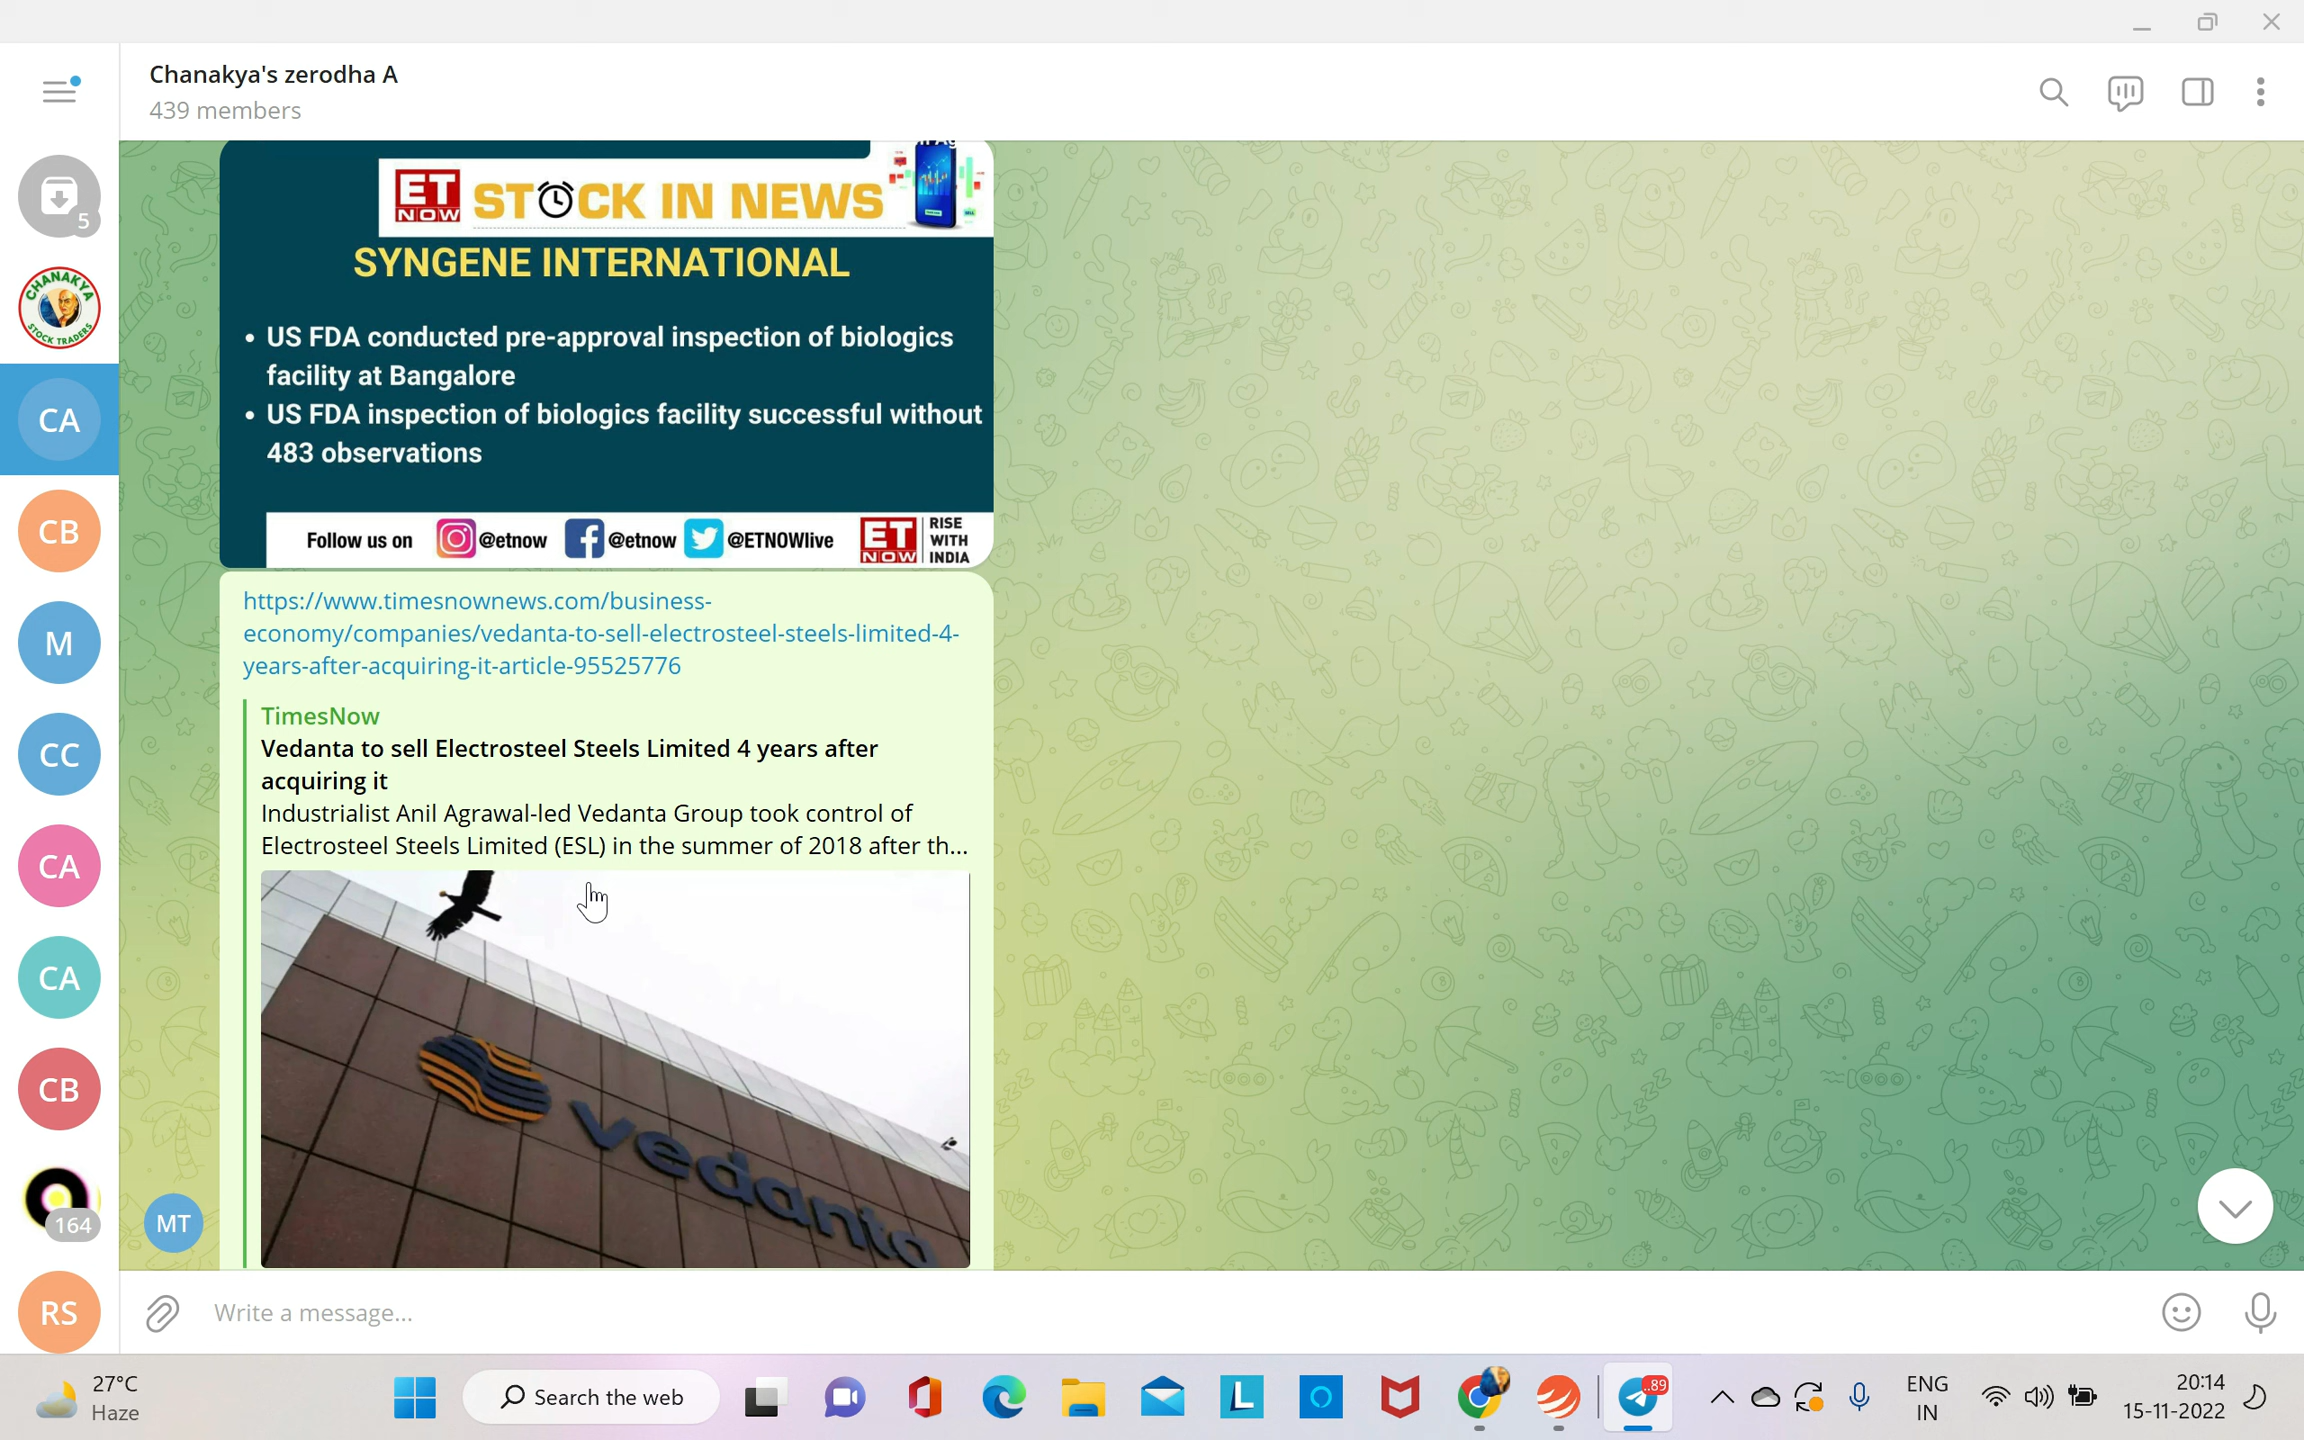 Chanakya's zerodha A
439 members
5
CHANAKYA
STOCK TRADERS
CA
CB
M
CC
CA
CA
CB
164
RS
ET NOW STOCK IN NEWS
SYNGENE INTERNATIONAL
• US FDA conducted pre-approval inspection of biologics
facility at Bangalore
• US FDA inspection of biologics facility successful without
483 observations
Follow us on @etnow @etnow @ETNOWlive ET NOW RISE WITH INDIA
https://www.timesnownews.com/business-
economy/companies/vedanta-to-sell-electrosteel-steels-limited-4-
years-after-acquiring-it-article-95525776
TimesNow
Vedanta to sell Electrosteel Steels Limited 4 years after
acquiring it
Industrialist Anil Agrawal-led Vedanta Group took control of
Electrosteel Steels Limited (ESL) in the summer of 2018 after th...
vedanta
MT
Write a message...
27°C
Haze
Search the web
L
..89
ENG
IN
20:14
15-11-2022